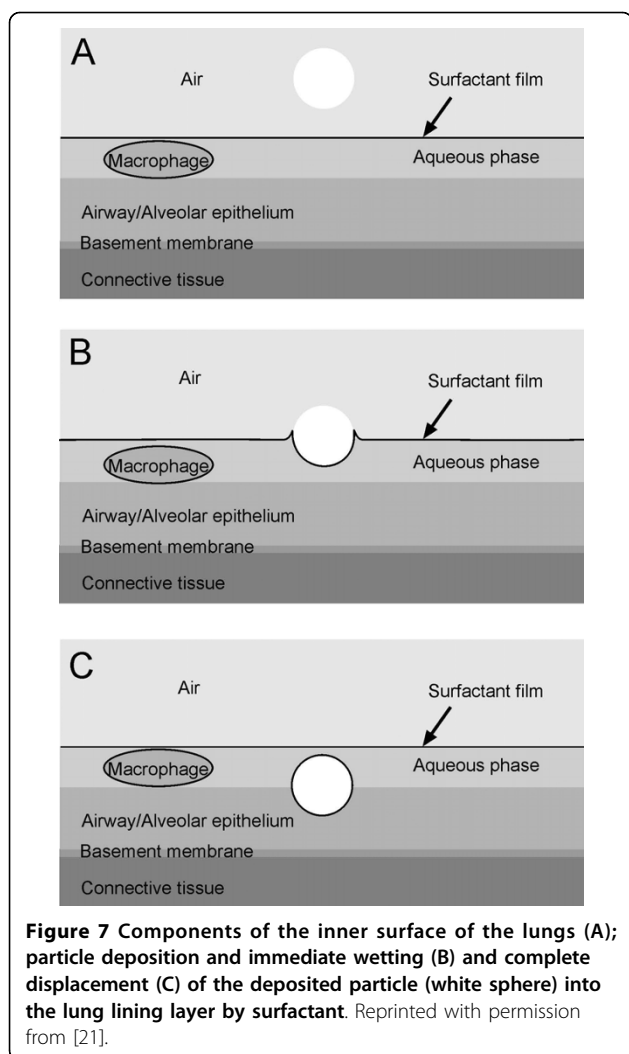 A
Air
Surfactant film
Macrophage
Aqueous phase
Airway/Alveolar epithelium
Basement membrane
Connective tissue
B
Air
Surfactant film
Macrophage
Aqueous phase
Airway/Alveolar epithelium
Basement membrane
Connective tissue
C
Air
Surfactant film
Macrophage
Aqueous phase
Airway/Alveolar epithelium
Basement membrane
Connective tissue
Figure 7 Components of the inner surface of the lungs (A);
particle deposition and immediate wetting (B) and complete
displacement (C) of the deposited particle (white sphere) into
the lung lining layer by surfactant. Reprinted with permission
from [21].